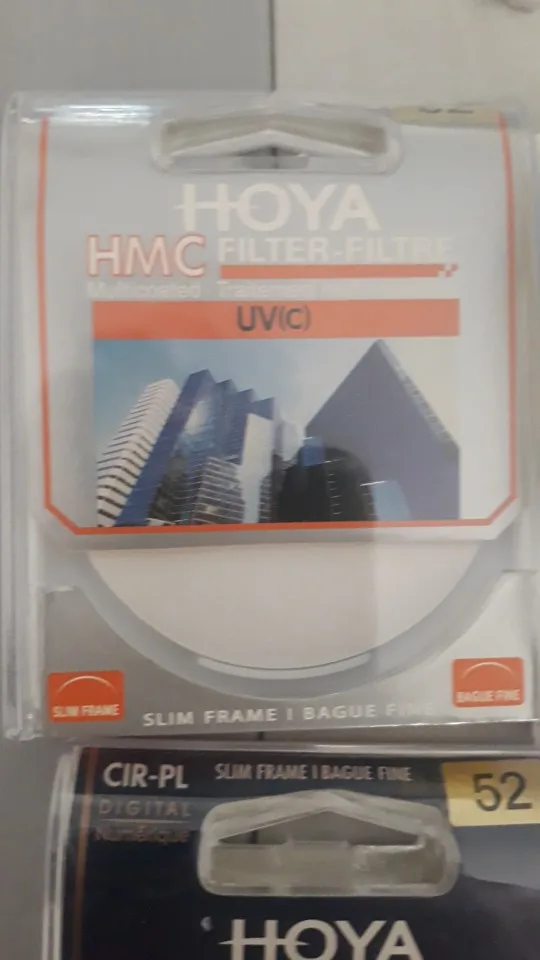 HOYA
HMC FILTER-FILTRE
Multicoated Traitement
UV(C)
SLIM FRAME
BAGUE FINE
SLIM FRAME I BAGUE FINE
CIR-PL SLIM FRAME I BAGUE FINE
52
DIGITAL
Numérique
HOYA